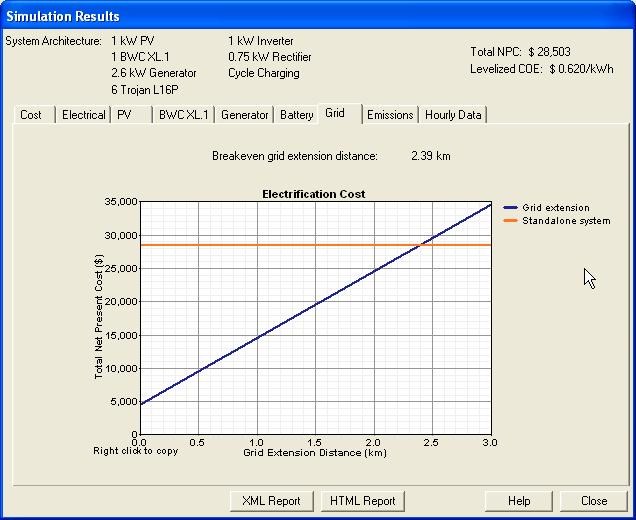 Simulation Results
System Architecture: 1 kW PV 1 kW Inverter
1 BWC XL.1 0.75 kW Rectifier
2.6 kW Generator Cycle Charging
6 Trojan L16P
Total NPC: $ 28,503
Levelized COE: $ 0.620/kWh
Cost Electrical PV BWC XL.1 Generator Battery Grid Emissions Hourly Data
Breakeven grid extension distance: 2.39 km
Electrification Cost
Total Net Present Cost ($)
35,000
30,000
25,000
20,000
15,000
10,000
5,000
0
0.0 0.5 1.0 1.5 2.0 2.5 3.0
Right click to copy
Grid Extension Distance (km)
Grid extension
Standalone system
XML Report HTML Report Help Close